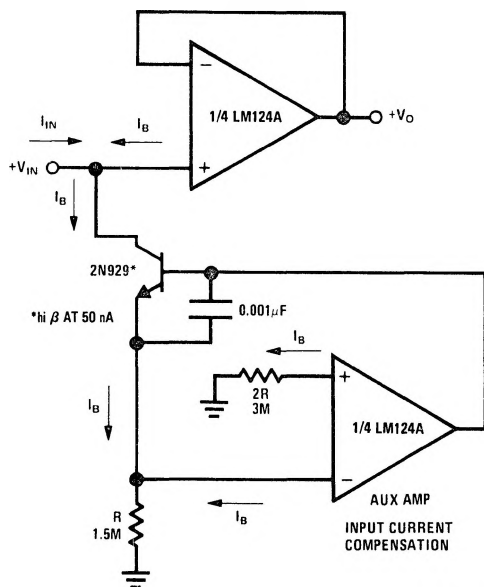 1/4 LM124A
−
+
+VO
IIN
IB
+VIN
IB
2N929*
*hi β AT 50 nA
0.001μF
IB
2R
3M
+
1/4 LM124A
−
IB
IB
AUX AMP
INPUT CURRENT
COMPENSATION
R
1.5M